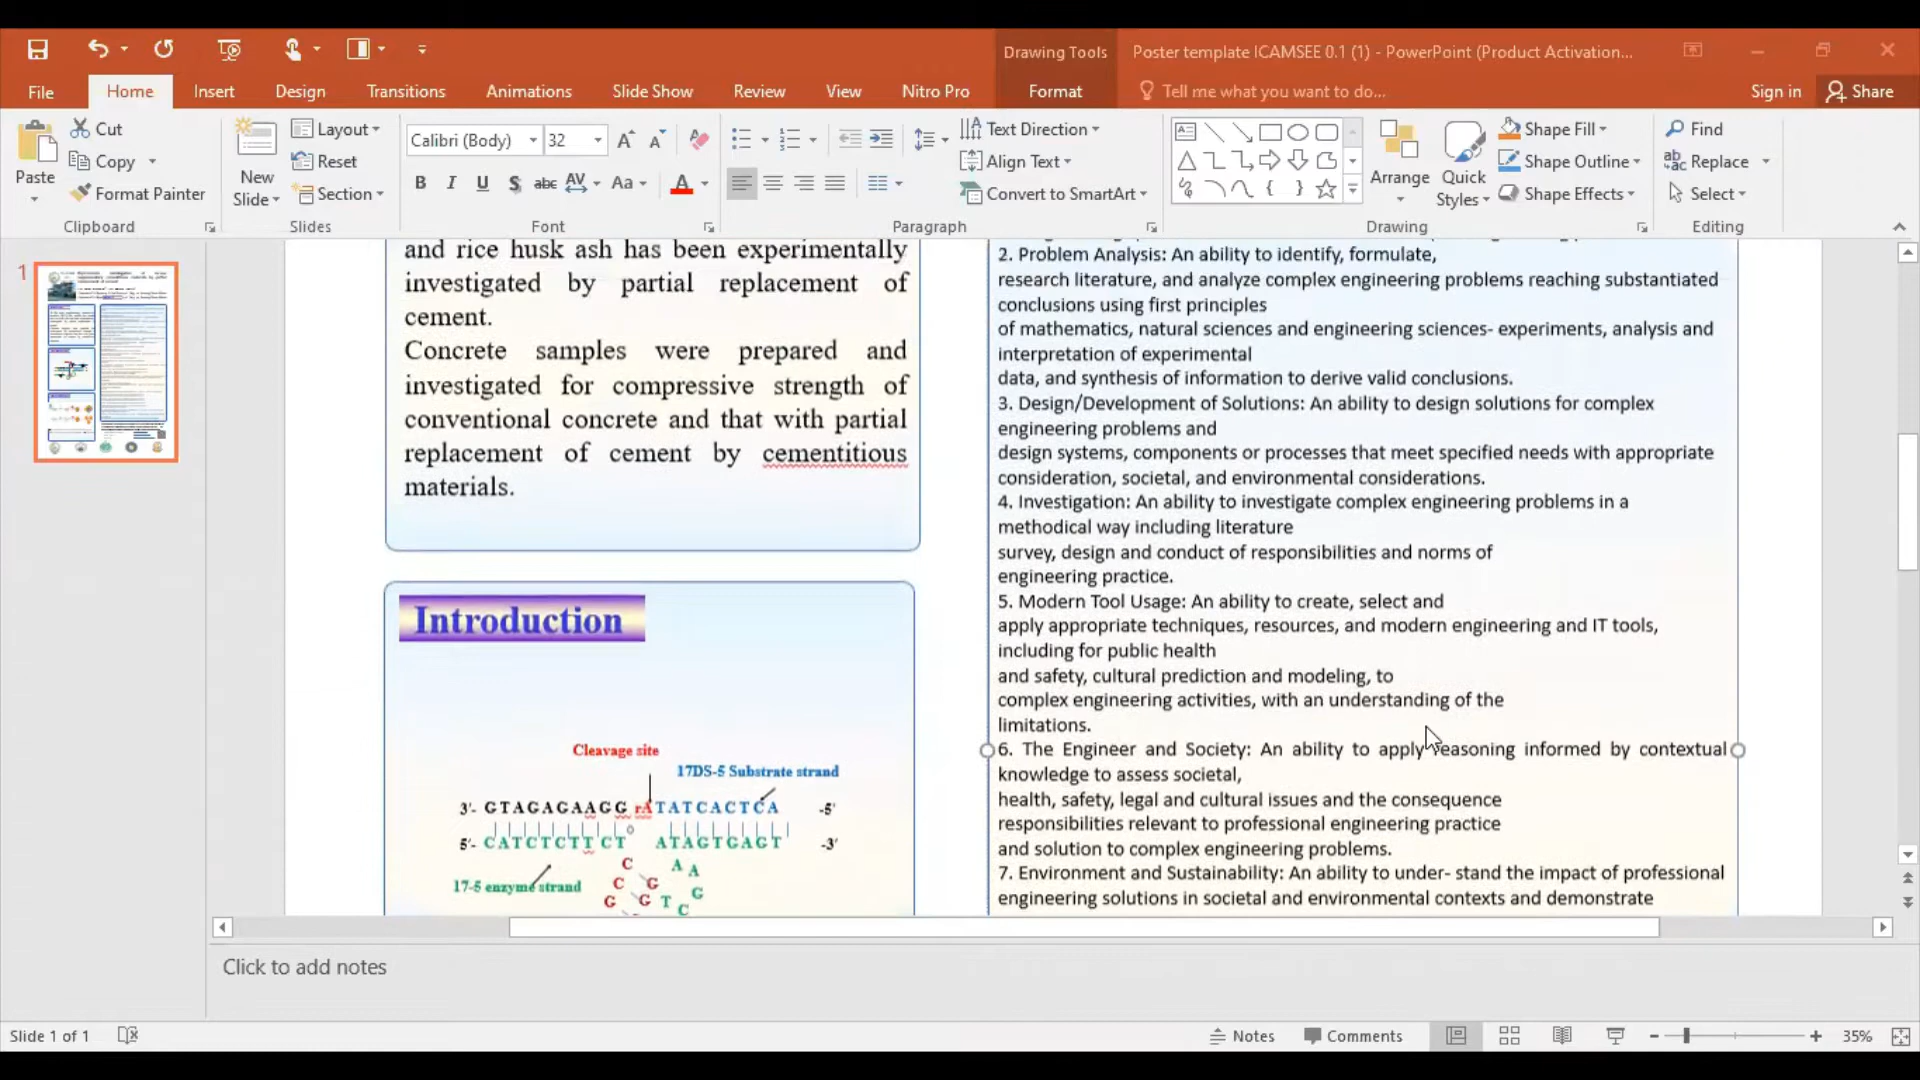 Drawing Tools
Poster template ICAMSEE 0.1 (1) - PowerPoint (Product Activation...
File
Home
Insert
Design
Transitions
Animations
Slide Show
Review
View
Nitro Pro
Format
Tell me what you want to do...
Sign in
Share
Paste
Cut
Copy
Format Painter
Clipboard
New
Slide
Layout
Reset
Section
Slides
Calibri (Body)
32
B I U S abc AV Aa A
Font
Paragraph
Text Direction
Align Text
Convert to SmartArt
Arrange
Quick
Styles
Shape Fill
Shape Outline
Shape Effects
Drawing
Find
Replace
Select
Editing
1
and rice husk ash has been experimentally
investigated by partial replacement of
cement.
Concrete samples were prepared and
investigated for compressive strength of
conventional concrete and that with partial
replacement of cement by cementitious
materials.
Introduction
Cleavage site
17DS-5 Substrate strand
3'- GTAGAGAAGG rATATCACTCA -5'
5'- CATCTCTTCT ATAGTGAGT -3'
17-5 enzyme strand
C A A
C G G
G G T C
2. Problem Analysis: An ability to identify, formulate,
research literature, and analyze complex engineering problems reaching substantiated
conclusions using first principles
of mathematics, natural sciences and engineering sciences- experiments, analysis and
interpretation of experimental
data, and synthesis of information to derive valid conclusions.
3. Design/Development of Solutions: An ability to design solutions for complex
engineering problems and
design systems, components or processes that meet specified needs with appropriate
consideration, societal, and environmental considerations.
4. Investigation: An ability to investigate complex engineering problems in a
methodical way including literature
survey, design and conduct of responsibilities and norms of
engineering practice.
5. Modern Tool Usage: An ability to create, select and
apply appropriate techniques, resources, and modern engineering and IT tools,
including for public health
and safety, cultural prediction and modeling, to
complex engineering activities, with an understanding of the
limitations.
6. The Engineer and Society: An ability to apply reasoning informed by contextual
knowledge to assess societal,
health, safety, legal and cultural issues and the consequence
responsibilities relevant to professional engineering practice
and solution to complex engineering problems.
7. Environment and Sustainability: An ability to under- stand the impact of professional
engineering solutions in societal and environmental contexts and demonstrate
Click to add notes
Slide 1 of 1
Notes
Comments
35%